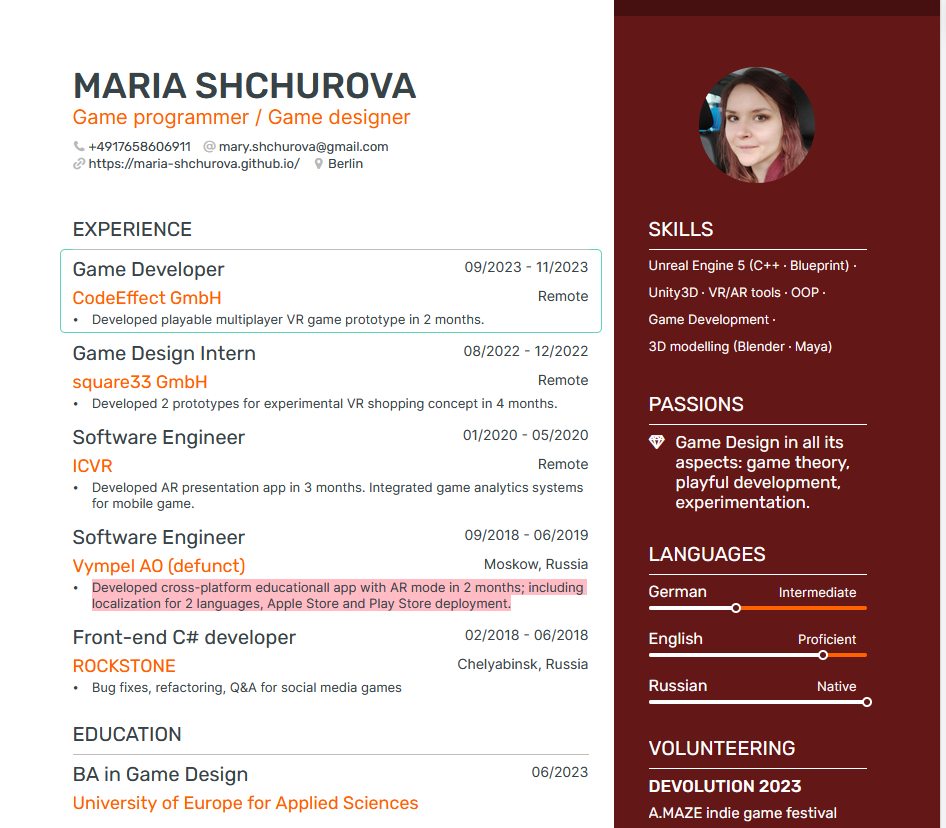 MARIA SHCHUROVA
Game programmer / Game designer
+4917658606911 mary.shchurova@gmail.com
https://maria-shchurova.github.io/ Berlin
EXPERIENCE
Game Developer 09/2023 - 11/2023
CodeEffect GmbH Remote
• Developed playable multiplayer VR game prototype in 2 months.
Game Design Intern 08/2022 - 12/2022
square33 GmbH Remote
• Developed 2 prototypes for experimental VR shopping concept in 4 months.
Software Engineer 01/2020 - 05/2020
ICVR Remote
• Developed AR presentation app in 3 months. Integrated game analytics systems
for mobile game.
Software Engineer 09/2018 - 06/2019
Vympel AO (defunct) Moskow, Russia
• Developed cross-platform educationall app with AR mode in 2 months; including
localization for 2 languages, Apple Store and Play Store deployment.
Front-end C# developer 02/2018 - 06/2018
ROCKSTONE Chelyabinsk, Russia
• Bug fixes, refactoring, Q&A for social media games
EDUCATION
BA in Game Design 06/2023
University of Europe for Applied Sciences
SKILLS
Unreal Engine 5 (C++ · Blueprint) ·
Unity3D · VR/AR tools · OOP ·
Game Development ·
3D modelling (Blender · Maya)
PASSIONS
Game Design in all its
aspects: game theory,
playful development,
experimentation.
LANGUAGES
German Intermediate
English Proficient
Russian Native
VOLUNTEERING
DEVOLUTION 2023
A.MAZE indie game festival